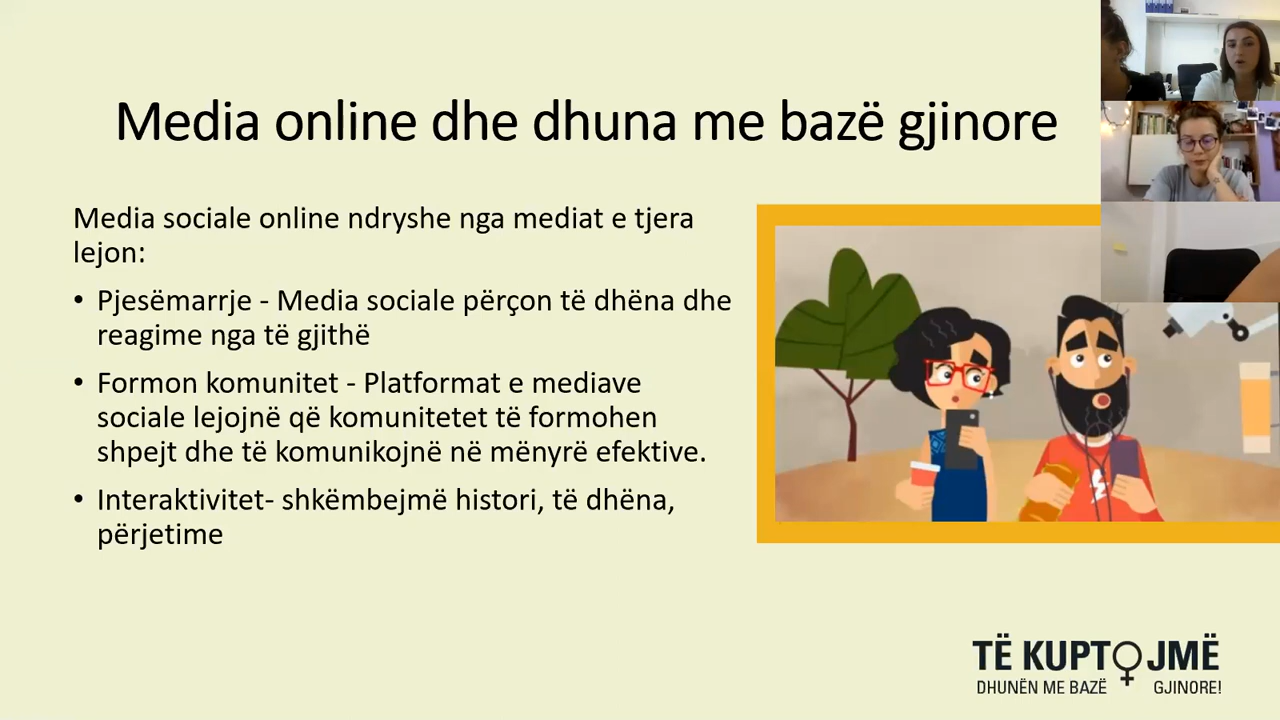 Media online dhe dhuna me bazë gjinore
Media sociale online ndryshe nga mediat e tjera
lejon:
• Pjesëmarrje - Media sociale përçon të dhëna dhe
reagime nga të gjithë
• Formon komunitet - Platformat e mediave
sociale lejojnë që komunitetet të formohen
shpejt dhe të komunikojnë në mënyrë efektive.
• Interaktivitet- shkëmbejmë histori, të dhëna,
përjetime
TË KUPTOJMË
DHUNËN ME BAZË GJINORE!